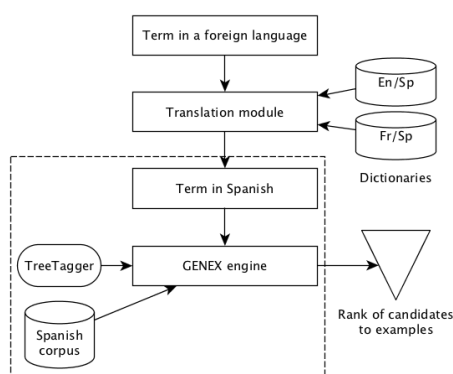 Term in a foreign language
En/Sp
Translation module
Fr/Sp
Dictionaries
Term in Spanish
TreeTagger
GENEX engine
Rank of candidates
to examples
Spanish
corpus